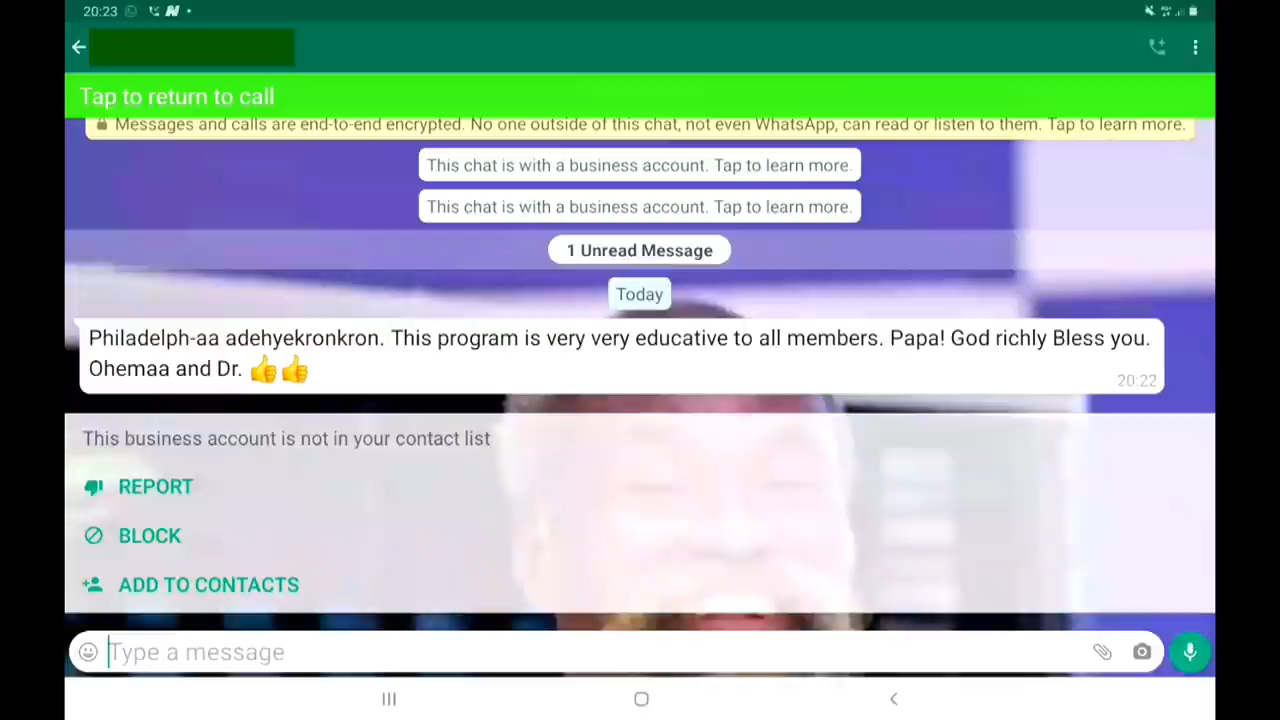 20:23
Tap to return to call
Messages and calls are end-to-end encrypted. No one outside of this chat, not even WhatsApp, can read or listen to them. Tap to learn more.
This chat is with a business account. Tap to learn more.
This chat is with a business account. Tap to learn more.
1 Unread Message
Today
Philadelph-aa adehyekronkron. This program is very very educative to all members. Papa! God richly Bless you.
Ohemaa and Dr. 👍👍
20:22
This business account is not in your contact list
REPORT
BLOCK
ADD TO CONTACTS
Type a message